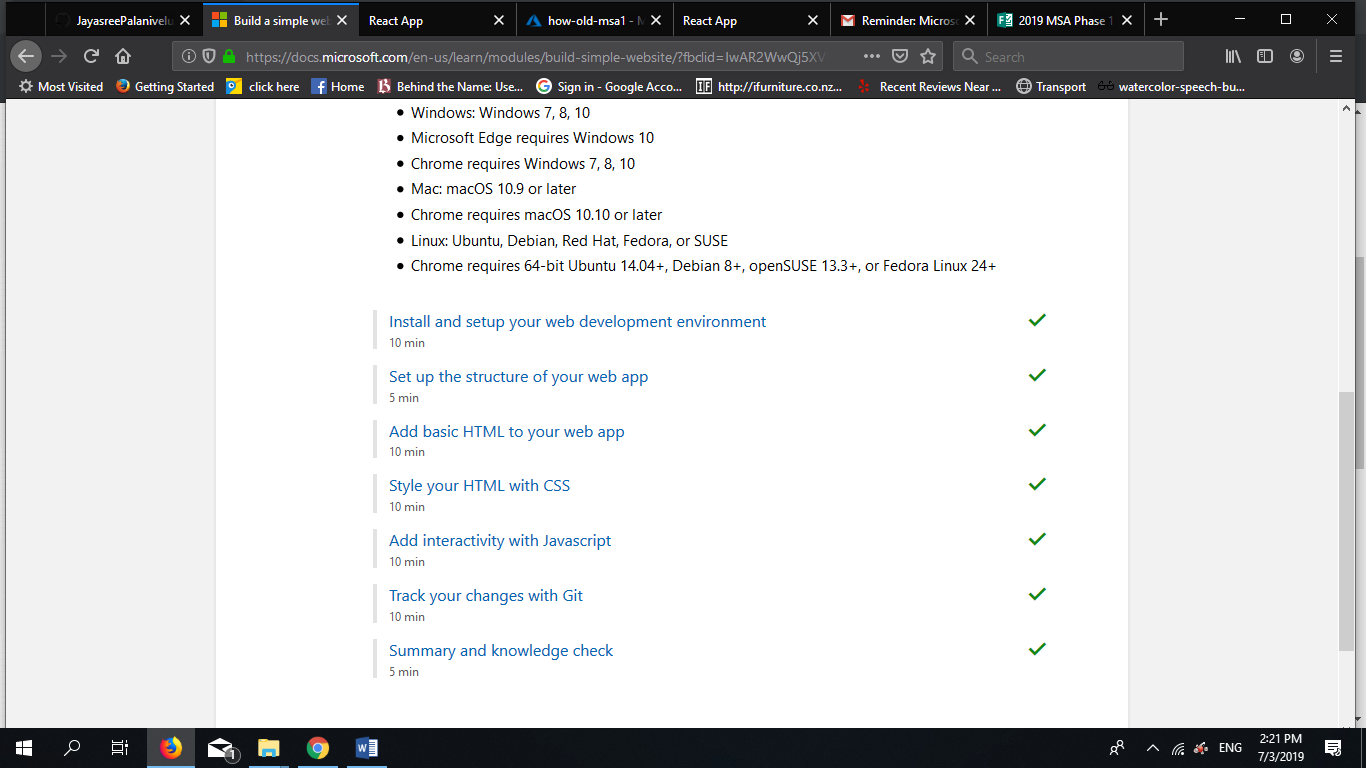 JayasreePalanivelu
Build a simple web
React App
how-old-msa1 - M
React App
Reminder: Microso
2019 MSA Phase 1
https://docs.microsoft.com/en-us/learn/modules/build-simple-website/?fbclid=IwAR2WwQj5XV
Search
Most Visited
Getting Started
click here
Home
Behind the Name: Use...
Sign in - Google Acco...
IF
http://ifurniture.co.nz...
Recent Reviews Near ...
Transport
watercolor-speech-bu...
• Windows: Windows 7, 8, 10
• Microsoft Edge requires Windows 10
• Chrome requires Windows 7, 8, 10
• Mac: macOS 10.9 or later
• Chrome requires macOS 10.10 or later
• Linux: Ubuntu, Debian, Red Hat, Fedora, or SUSE
• Chrome requires 64-bit Ubuntu 14.04+, Debian 8+, openSUSE 13.3+, or Fedora Linux 24+
Install and setup your web development environment
10 min
Set up the structure of your web app
5 min
Add basic HTML to your web app
10 min
Style your HTML with CSS
10 min
Add interactivity with Javascript
10 min
Track your changes with Git
10 min
Summary and knowledge check
5 min
1
ENG
2:21 PM
7/3/2019